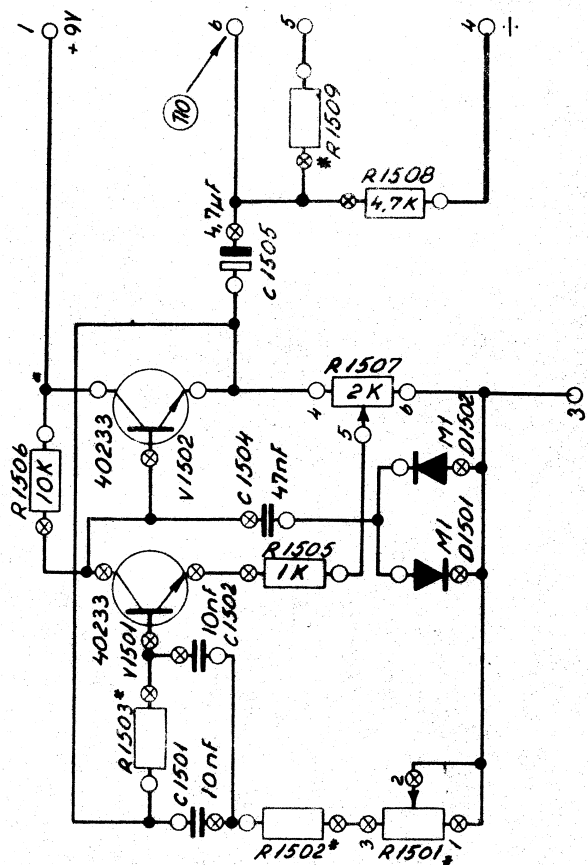 1
+9V
6
5
4
÷
710
*R1509
R1508
4,7K
4,7µF
C1505
*
R1507
2K
4
5
6
3
R1506
10K
40233
V1502
C1504
47nF
M1
D1502
M1
D1501
R1505
1K
40233
V1501
10nF
C1502
R1503*
C1501
10nF
R1502*
3
2
1
R1501*